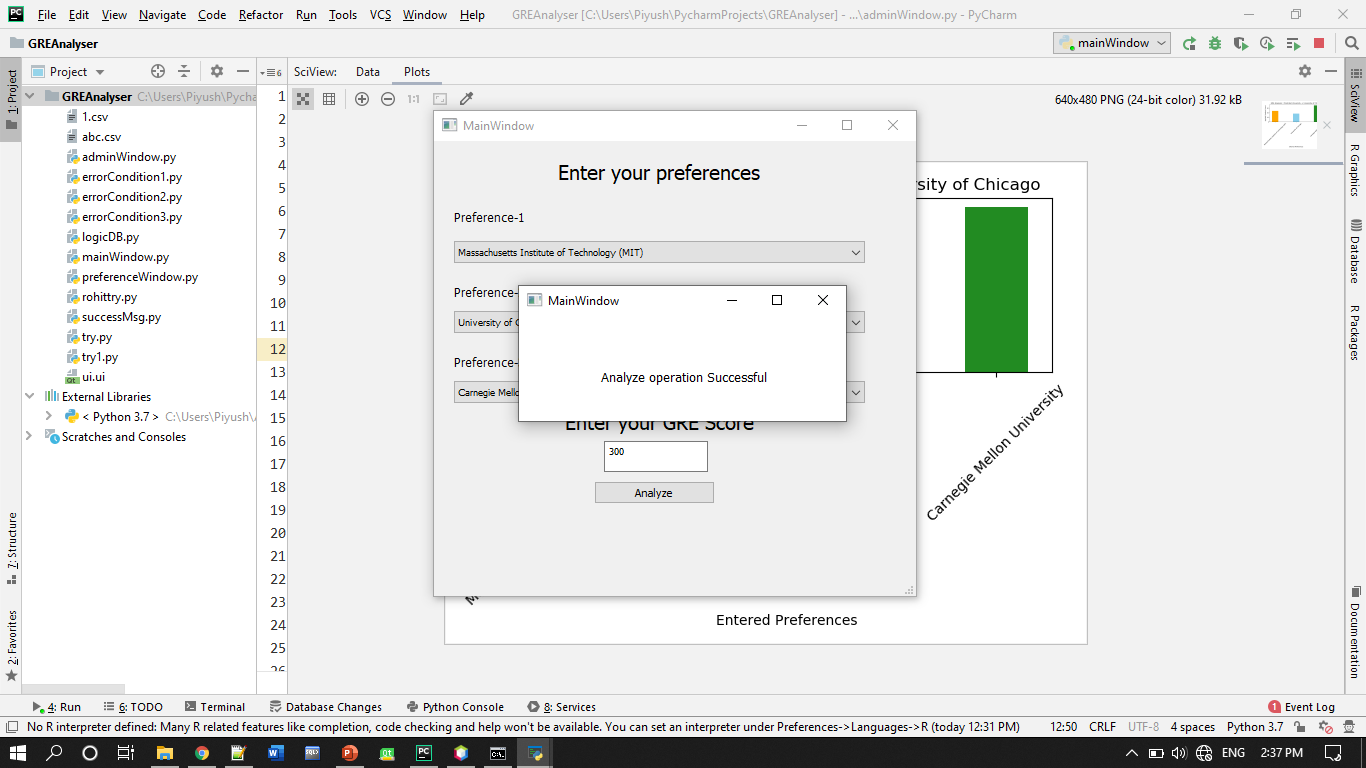 File Edit View Navigate Code Refactor Run Tools VCS Window Help GREAnalyser [C:\Users\Piyush\PycharmProjects\GREAnalyser] - ...\adminWindow.py - PyCharm
GREAnalyser
mainWindow
1: Project
Project
GREAnalyser C:\Users\Piyush\Pycha
1.csv
abc.csv
adminWindow.py
errorCondition1.py
errorCondition2.py
errorCondition3.py
logicDB.py
mainWindow.py
preferenceWindow.py
rohittry.py
successMsg.py
try.py
try1.py
ui.ui
External Libraries
< Python 3.7 > C:\Users\Piyush\
Scratches and Consoles
7: Structure
2: Favorites
6
1
2
3
4
5
6
7
8
9
10
11
12
13
14
15
16
17
18
19
20
21
22
23
24
25
26
SciView: Data Plots
1:1
640x480 PNG (24-bit color) 31.92 kB
MainWindow
Enter your preferences
Preference-1
Massachusetts Institute of Technology (MIT)
Preference-
University of C
Preference-
Carnegie Mello
MainWindow
Analyze operation Successful
Enter your GRE Score
300
Analyze
sity of Chicago
Carnegie Mellon University
M
Entered Preferences
SciView
R Graphics
Database
R Packages
Documentation
4: Run 6: TODO Terminal Database Changes Python Console 8: Services 1 Event Log
No R interpreter defined: Many R related features like completion, code checking and help won't be available. You can set an interpreter under Preferences->Languages->R (today 12:31 PM) 12:50 CRLF UTF-8 4 spaces Python 3.7
ENG 2:37 PM